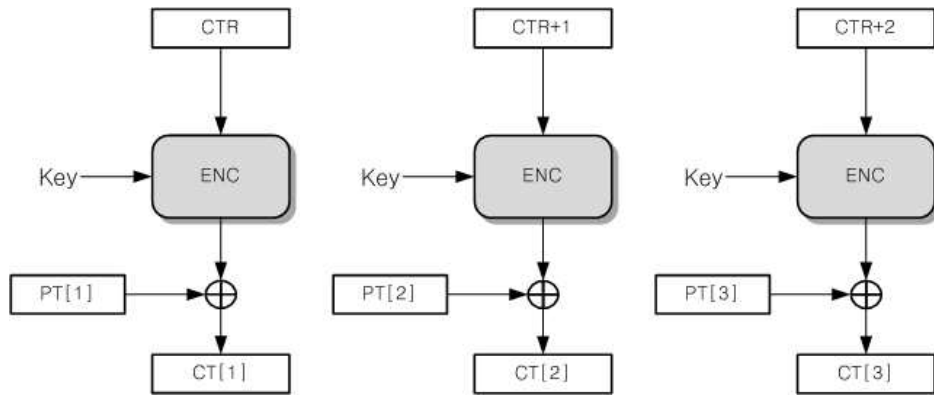 CTR
CTR+1
CTR+2
Key
ENC
Key
ENC
Key
ENC
PT[1]
PT[2]
PT[3]
CT[1]
CT[2]
CT[3]